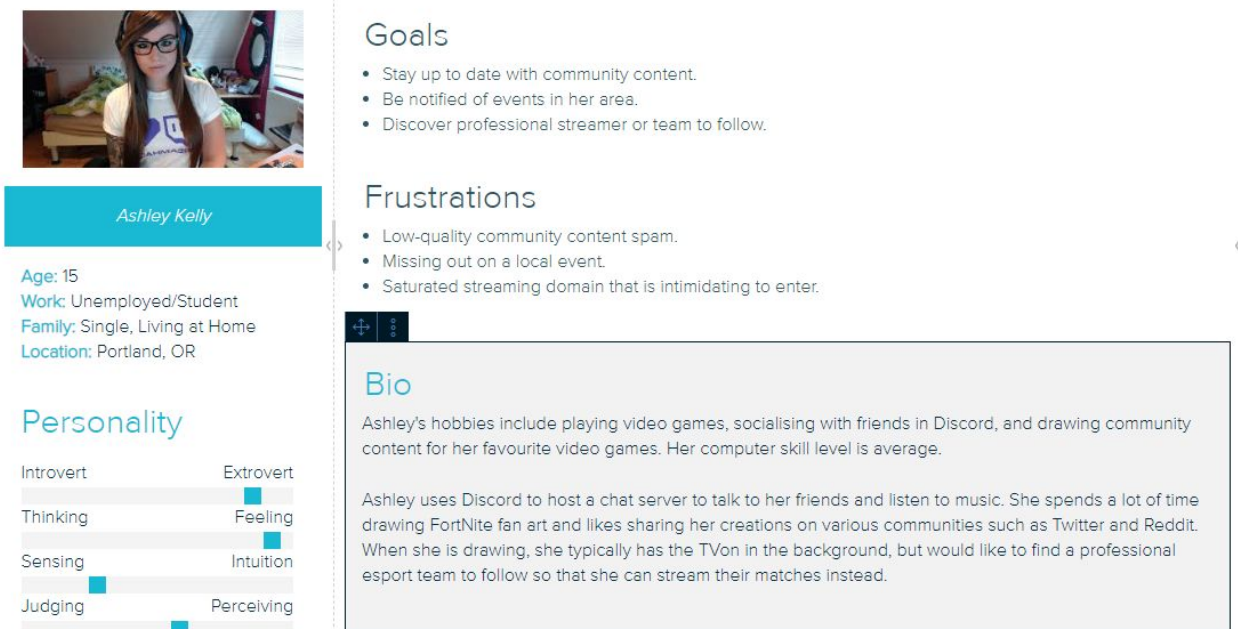 Ashley Kelly
Age: 15
Work: Unemployed/Student
Family: Single, Living at Home
Location: Portland, OR
Personality
Introvert Extrovert
Thinking Feeling
Sensing Intuition
Judging Perceiving
Goals
• Stay up to date with community content.
• Be notified of events in her area.
• Discover professional streamer or team to follow.
Frustrations
• Low-quality community content spam.
• Missing out on a local event.
• Saturated streaming domain that is intimidating to enter.
Bio
Ashley's hobbies include playing video games, socialising with friends in Discord, and drawing community
content for her favourite video games. Her computer skill level is average.
Ashley uses Discord to host a chat server to talk to her friends and listen to music. She spends a lot of time
drawing FortNite fan art and likes sharing her creations on various communities such as Twitter and Reddit.
When she is drawing, she typically has the TVon in the background, but would like to find a professional
esport team to follow so that she can stream their matches instead.